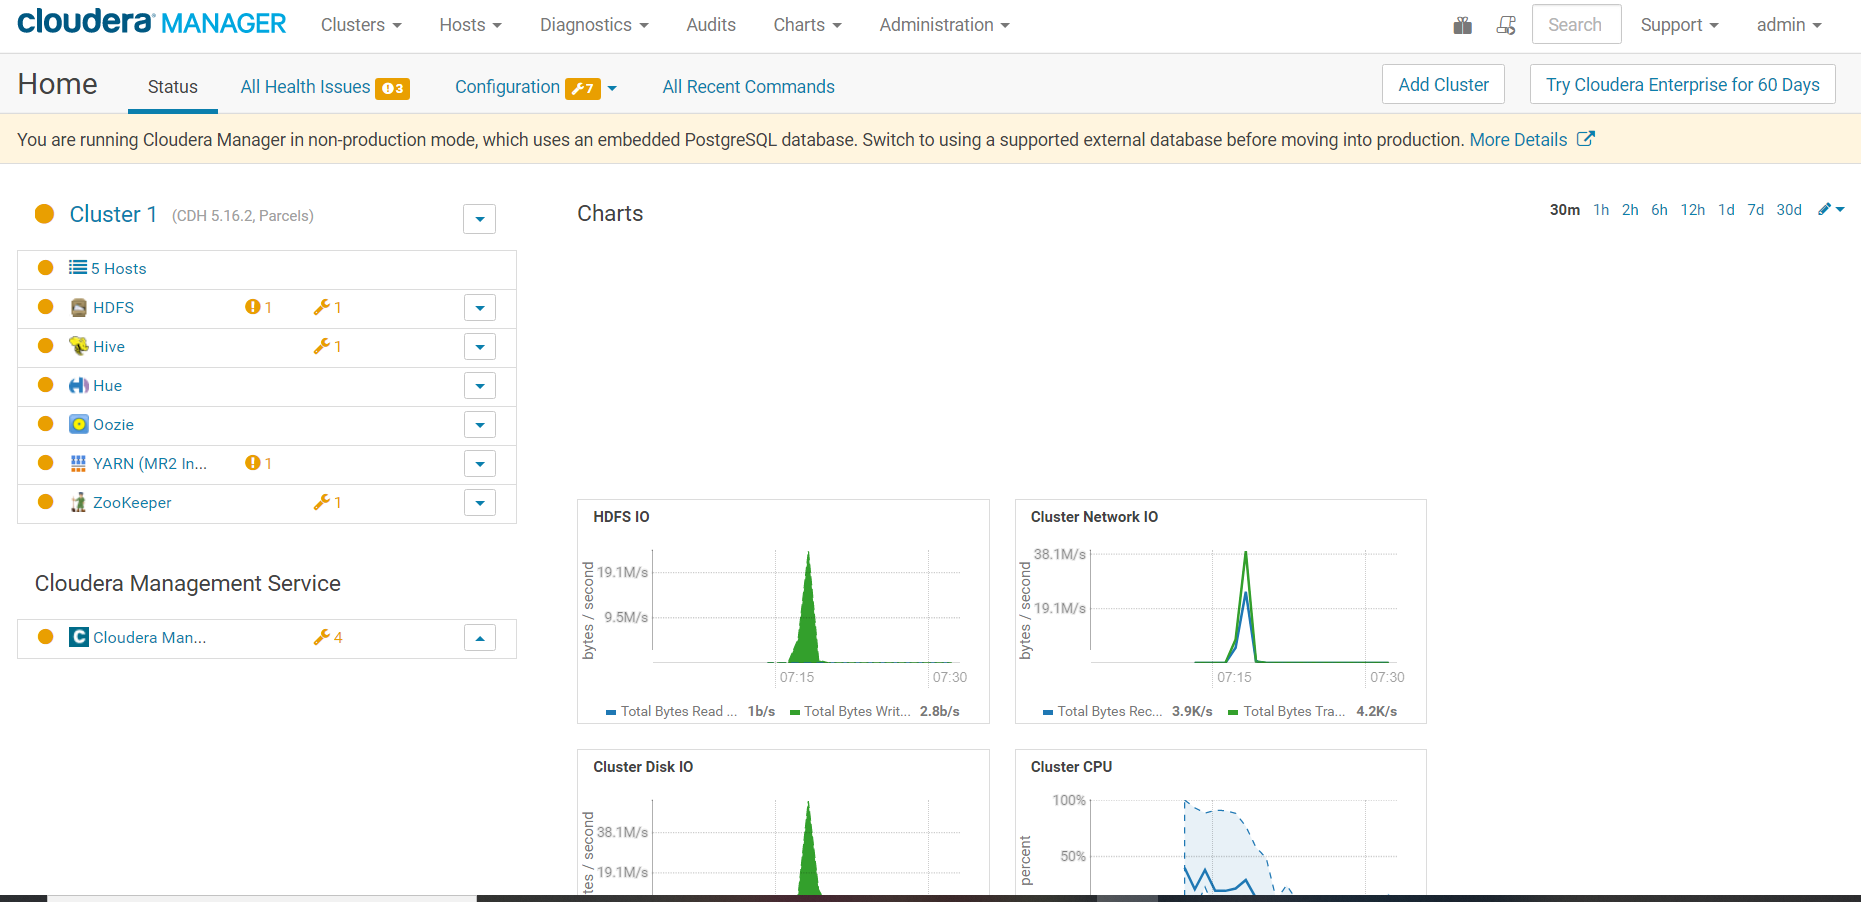 cloudera MANAGER Clusters Hosts Diagnostics Audits Charts Administration Search Support admin
Home Status All Health Issues 3 Configuration 7 All Recent Commands Add Cluster Try Cloudera Enterprise for 60 Days
You are running Cloudera Manager in non-production mode, which uses an embedded PostgreSQL database. Switch to using a supported external database before moving into production. More Details
Cluster 1 (CDH 5.16.2, Parcels)
5 Hosts
HDFS 1 1
Hive 1
Hue
Oozie
YARN (MR2 In... 1
ZooKeeper 1
Cloudera Management Service
C Cloudera Man... 4
Charts
30m 1h 2h 6h 12h 1d 7d 30d
HDFS IO
bytes / second
19.1M/s
9.5M/s
07:15 07:30
Total Bytes Read ... 1b/s Total Bytes Writ... 2.8b/s
Cluster Network IO
bytes / second
38.1M/s
19.1M/s
07:15 07:30
Total Bytes Rec... 3.9K/s Total Bytes Tra... 4.2K/s
Cluster Disk IO
tes / second
38.1M/s
19.1M/s
Cluster CPU
percent
100%
50%